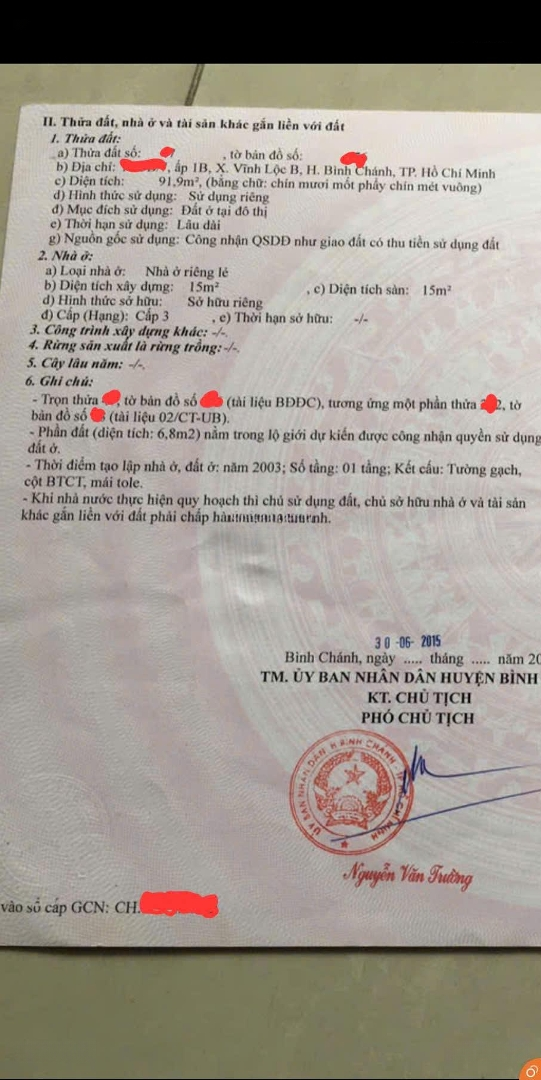 II. Thửa đất, nhà ở và tài sản khác gắn liền với đất
1. Thửa đất:
a) Thửa đất số: , tờ bản đồ số:
b) Địa chỉ: , ấp 1B, X. Vĩnh Lộc B, H. Bình Chánh, TP. Hồ Chí Minh
c) Diện tích: 91,9m², (bằng chữ: chín mươi mốt phẩy chín mét vuông)
d) Hình thức sử dụng: Sử dụng riêng
đ) Mục đích sử dụng: Đất ở tại đô thị
e) Thời hạn sử dụng: Lâu dài
g) Nguồn gốc sử dụng: Công nhận QSDĐ như giao đất có thu tiền sử dụng đất
2. Nhà ở:
a) Loại nhà ở: Nhà ở riêng lẻ
b) Diện tích xây dựng: 15m² , c) Diện tích sàn: 15m²
d) Hình thức sở hữu: Sở hữu riêng
đ) Cấp (Hạng): Cấp 3 , e) Thời hạn sở hữu: -/-
3. Công trình xây dựng khác: -/-.
4. Rừng sản xuất là rừng trồng: -/-.
5. Cây lâu năm: -/-.
6. Ghi chú:
- Trọn thửa , tờ bản đồ số (tài liệu BĐĐC), tương ứng một phần thửa 2, tờ
bản đồ số (tài liệu 02/CT-UB).
- Phần đất (diện tích: 6,8m2) nằm trong lộ giới dự kiến được công nhận quyền sử dụng
đất ở.
- Thời điểm tạo lập nhà ở, đất ở: năm 2003; Số tầng: 01 tầng; Kết cấu: Tường gạch,
cột BTCT, mái tole.
- Khi nhà nước thực hiện quy hoạch thì chủ sử dụng đất, chủ sở hữu nhà ở và tài sản
khác gắn liền với đất phải chấp
30 -06- 2015
Bình Chánh, ngày ..... tháng ..... năm 20
TM. ỦY BAN NHÂN DÂN HUYỆN BÌNH
KT. CHỦ TỊCH
PHÓ CHỦ TỊCH
ỦY BAN NHÂN DÂN H. BÌNH CHÁNH - TP. HỒ CHÍ MINH
Nguyễn Văn Trường
vào sổ cấp GCN: CH.